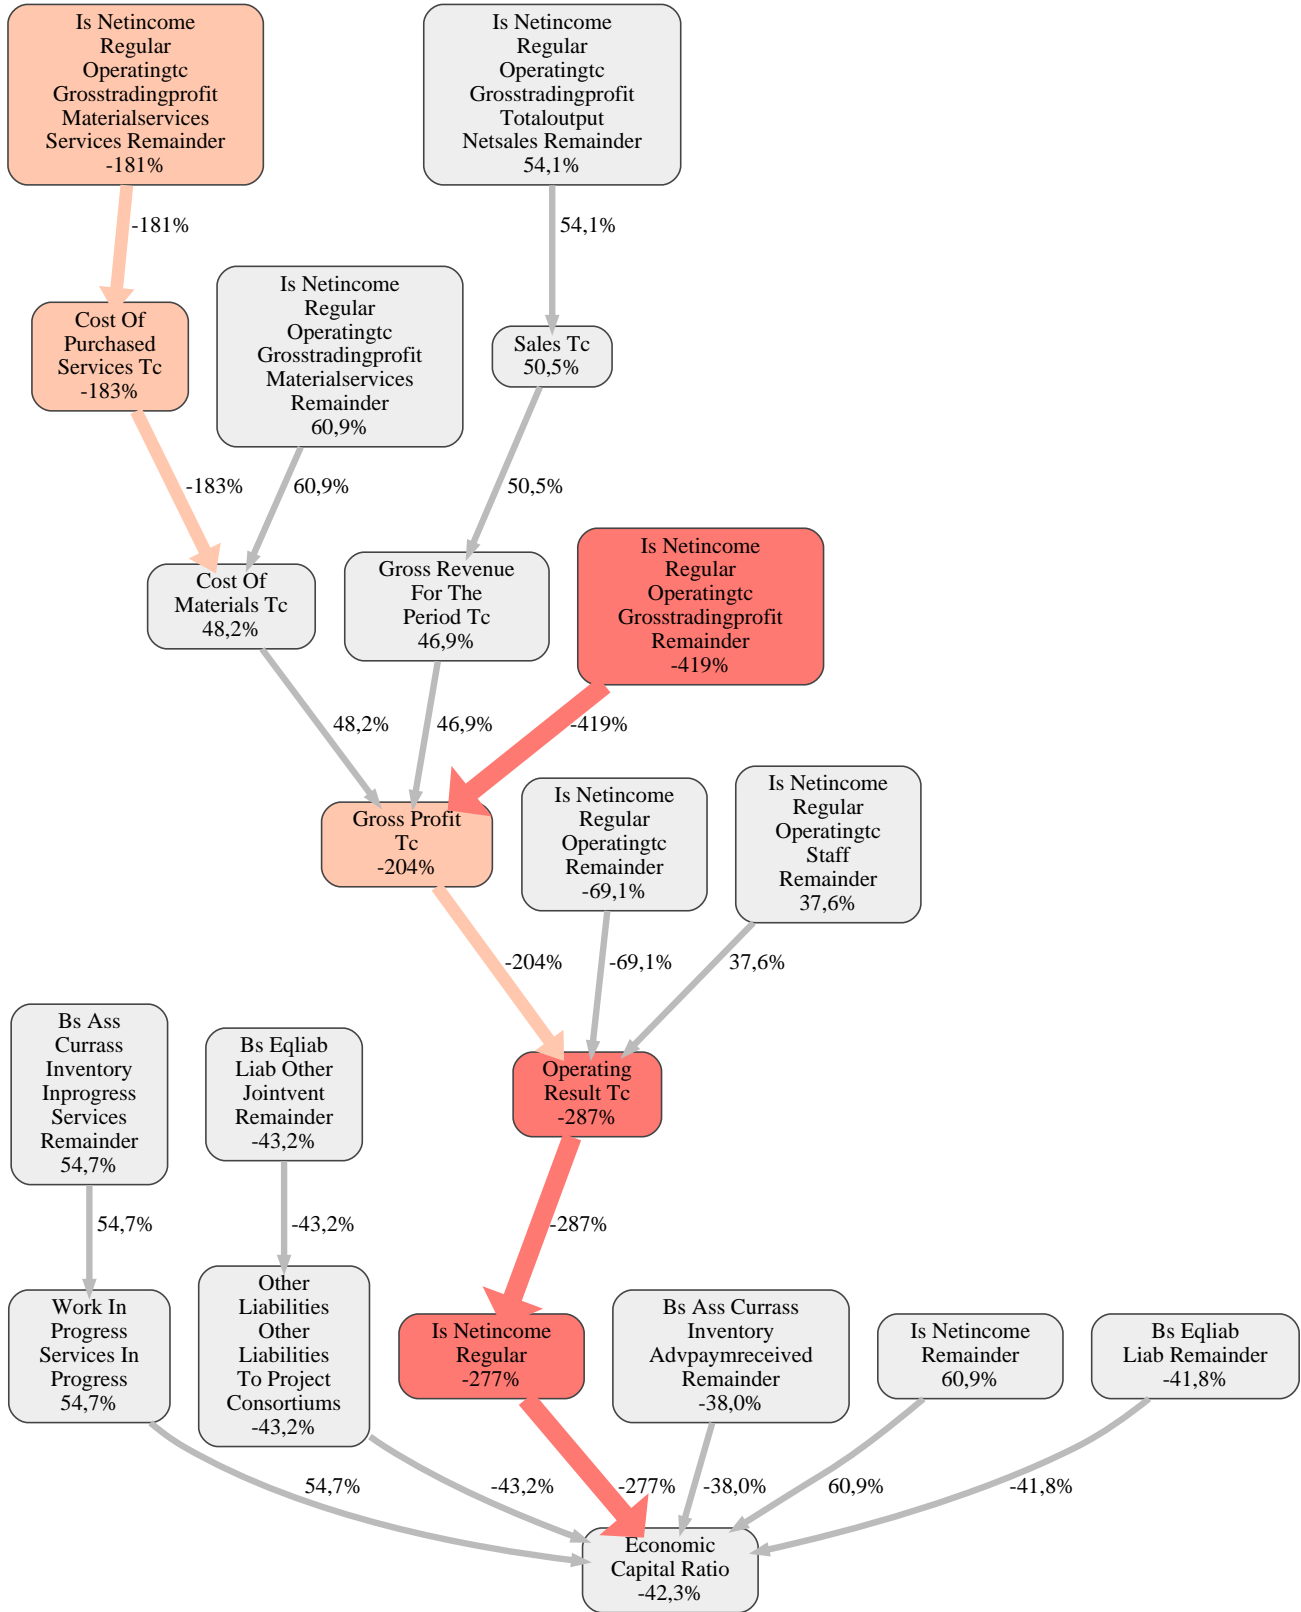 Is Netincome
Regular
Operatingtc
Grosstradingprofit
Materialservices
Services Remainder
-181%
Is Netincome
Regular
Operatingtc
Grosstradingprofit
Totaloutput
Netsales Remainder
54,1%
-181%
54,1%
Cost Of
Purchased
Services Tc
-183%
Is Netincome
Regular
Operatingtc
Grosstradingprofit
Materialservices
Remainder
60,9%
Sales Tc
50,5%
-183%
60,9%
50,5%
Cost Of
Materials Tc
48,2%
Gross Revenue
For The
Period Tc
46,9%
Is Netincome
Regular
Operatingtc
Grosstradingprofit
Remainder
-419%
48,2%
46,9%
-419%
Gross Profit
Tc
-204%
Is Netincome
Regular
Operatingtc
Remainder
-69,1%
Is Netincome
Regular
Operatingtc
Staff
Remainder
37,6%
-204%
-69,1%
37,6%
Bs Ass
Currass
Inventory
Inprogress
Services
Remainder
54,7%
Bs Eqliab
Liab Other
Jointvent
Remainder
-43,2%
Operating
Result Tc
-287%
54,7%
-43,2%
-287%
Work In
Progress
Services In
Progress
54,7%
Other
Liabilities
Other
Liabilities
To Project
Consortiums
-43,2%
Is Netincome
Regular
-277%
Bs Ass Currass
Inventory
Advpaymreceived
Remainder
-38,0%
Is Netincome
Remainder
60,9%
Bs Eqliab
Liab Remainder
-41,8%
54,7%
-43,2%
-277%
-38,0%
60,9%
-41,8%
Economic
Capital Ratio
-42,3%